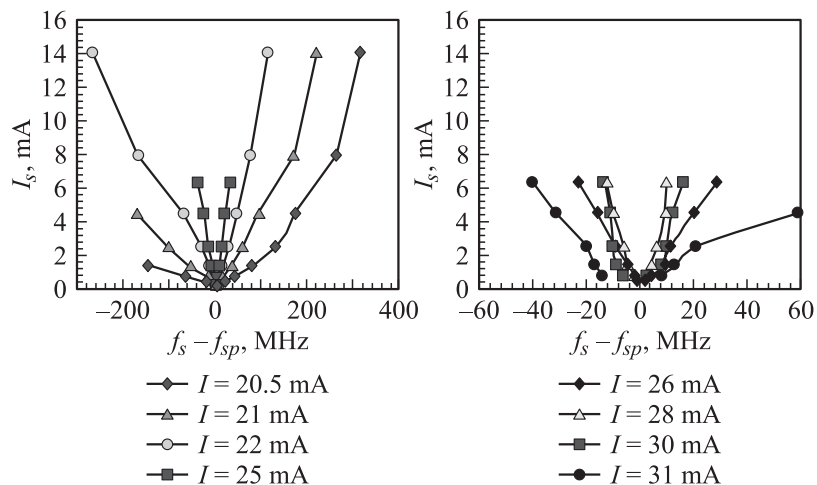 14
12
10
8
6
4
2
0
I_s, mA
−200 0 200 400
f_s – f_sp, MHz
I = 20.5 mA
I = 21 mA
I = 22 mA
I = 25 mA
16
14
12
10
8
6
4
2
0
I_s, mA
−60 −40 −20 0 20 40 60
f_s – f_sp, MHz
I = 26 mA
I = 28 mA
I = 30 mA
I = 31 mA